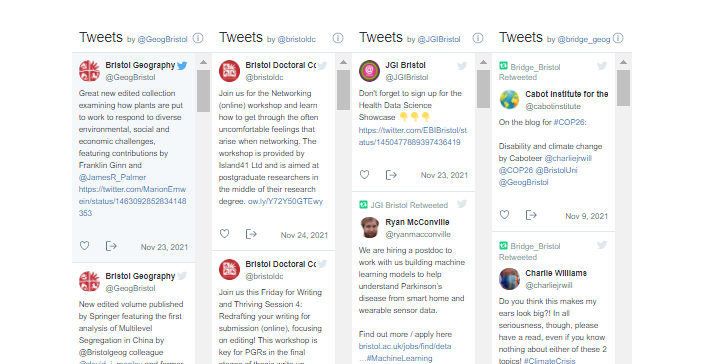 Tweets by @GeogBristol
Bristol Geography
@GeogBristol
Great new edited collection
examining how plants are put
to work to respond to diverse
environmental, social and
economic challenges,
featuring contributions by
Franklin Ginn and
@JamesR_Palmer
https://twitter.com/MarionErnw
ein/status/1463092852834148
353
Nov 23, 2021
Bristol Geography
@GeogBristol
New edited volume published
by Springer featuring the first
analysis of Multilevel
Segregation in China by
@Bristolgeog colleague
Tweets by @bristoldc
Bristol Doctoral Cc
@bristoldc
Join us for the Networking
(online) workshop and learn
how to get through the often
uncomfortable feelings that
arise when networking. The
workshop is provided by
Island41 Ltd and is aimed at
postgraduate researchers in
the middle of their research
degree. ow.ly/Y72Y50GTEwy
Nov 24, 2021
Bristol Doctoral Cc
@bristoldc
Join us this Friday for Writing
and Thriving Session 4:
Redrafting your writing for
submission (online), focusing
on editing! This workshop is
key for PGRs in the final
Tweets by @JGIBristol
JGI Bristol
@JGIBristol
Don't forget to sign up for the
Health Data Science
Showcase 👇👇👇
https://twitter.com/EBIBristol/st
atus/1450477889397436419
Nov 23, 2021
JGI Bristol Retweeted
Ryan McConville
@ryanmcconville
We are hiring a postdoc to
work with us building machine
learning models to help
understand Parkinson's
disease from smart home and
wearable sensor data.
Find out more / apply here
bristol.ac.uk/jobs/find/deta
…#MachineLearning
Tweets by @bridge_geog
Bridge_Bristol
Retweeted
Cabot Institute for the
@cabotinstitute
On the blog for #COP26:
Disability and climate change
by Caboteer @charliejrwill
@COP26 @BristolUni
@GeogBristol
Nov 9, 2021
Bridge_Bristol
Retweeted
Charlie Williams
@charliejrwill
Do you think this makes my
ears look big?! In all
seriousness, though, please
have a read, even if you know
nothing about either of these 2
topics! #ClimateCrisis